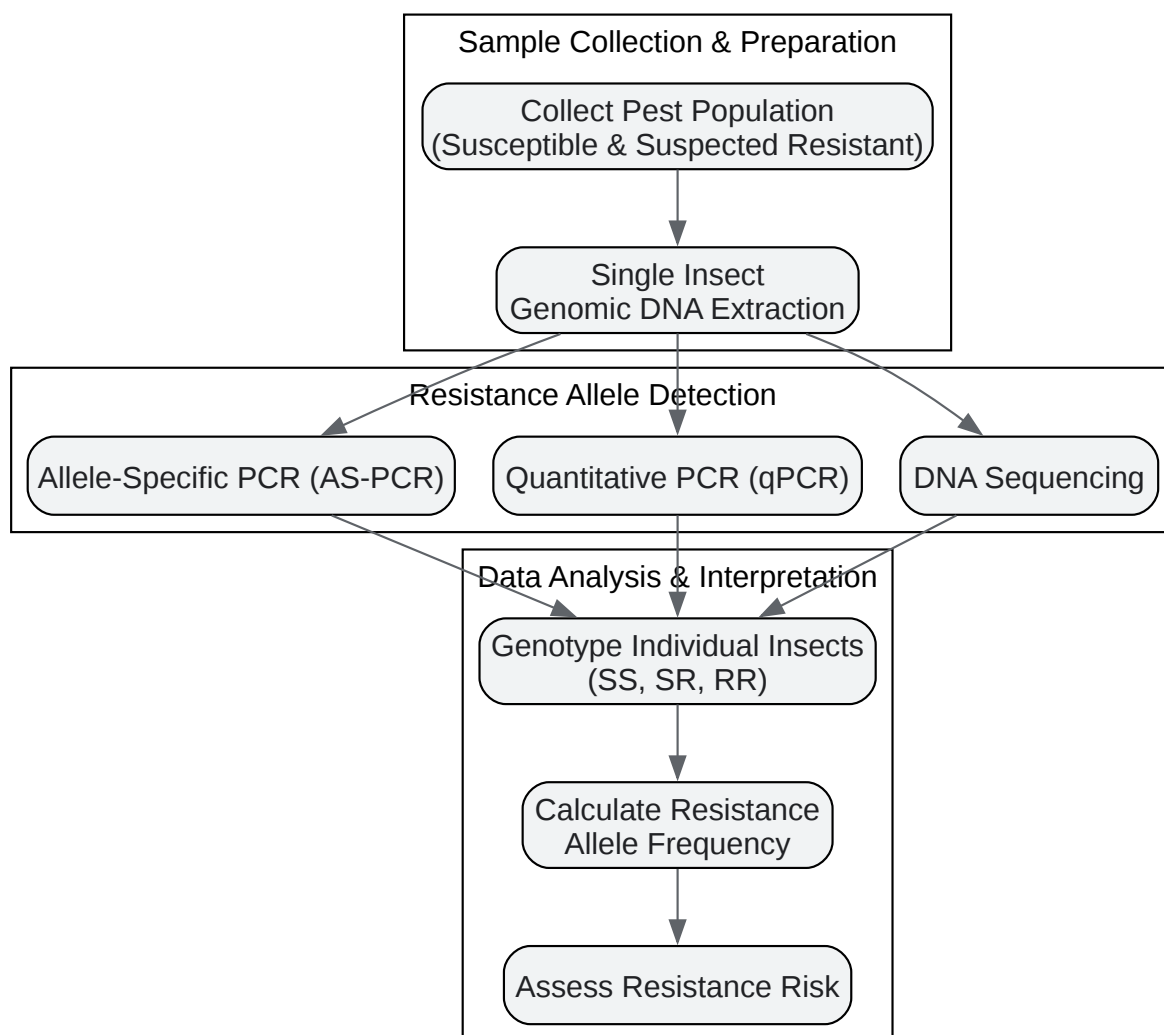 Sample Collection & Preparation
Collect Pest Population
(Susceptible & Suspected Resistant)
Single Insect
Genomic DNA Extraction
Resistance Allele Detection
Allele-Specific PCR (AS-PCR)
Quantitative PCR (qPCR)
DNA Sequencing
Data Analysis & Interpretation
Genotype Individual Insects
(SS, SR, RR)
Calculate Resistance
Allele Frequency
Assess Resistance Risk